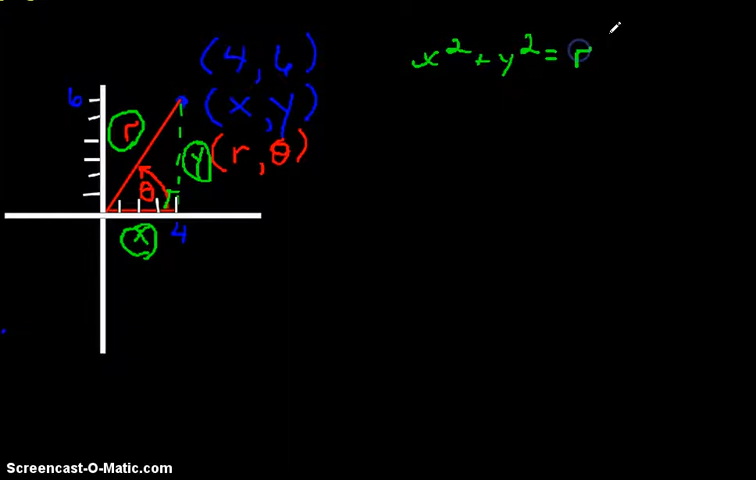 (4,6)
(x,y)
(r,θ)
6
r
y
θ
x
4
x² + y² = r
Screencast-O-Matic.com